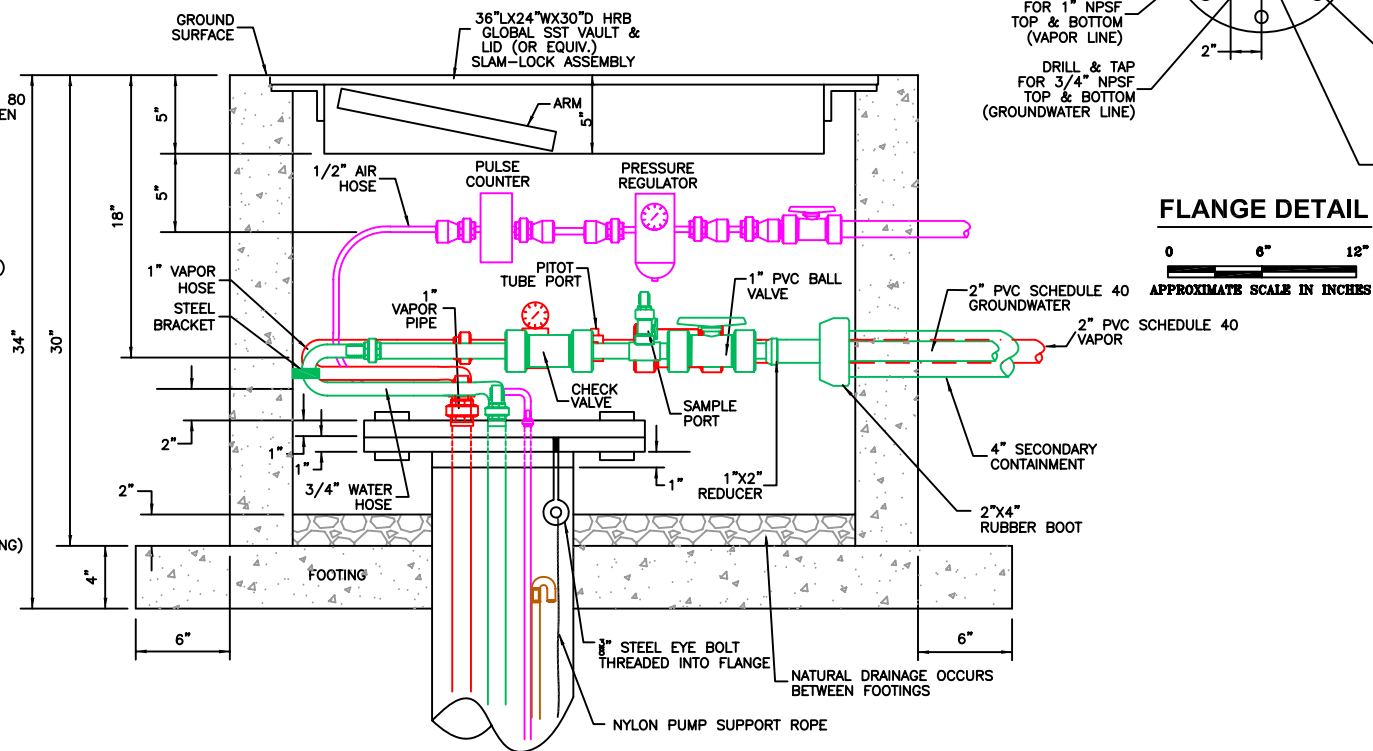 GROUND
SURFACE
36"LX24"WX30"D HRB
GLOBAL SST VAULT &
LID (OR EQUIV.)
SLAM-LOCK ASSEMBLY
FOR 1" NPSF
TOP & BOTTOM
(VAPOR LINE)
2"
DRILL & TAP
FOR 3/4" NPSF
TOP & BOTTOM
(GROUNDWATER LINE)
80
EN
5"
ARM
5"
1/2" AIR
HOSE
PULSE
COUNTER
PRESSURE
REGULATOR
5"
18"
FLANGE DETAIL
0 6" 12"
APPROXIMATE SCALE IN INCHES
)
1" VAPOR
HOSE
STEEL
BRACKET
1"
VAPOR
PIPE
PITOT
TUBE PORT
1" PVC BALL
VALVE
2" PVC SCHEDULE 40
GROUNDWATER
2" PVC SCHEDULE 40
VAPOR
34"
30"
CHECK
VALVE
SAMPLE
PORT
2"
1"
1"
3/4" WATER
HOSE
1"
1"X2"
REDUCER
4" SECONDARY
CONTAINMENT
2"
2"X4"
RUBBER BOOT
NG)
4"
FOOTING
6"
6"
STEEL EYE BOLT
THREADED INTO FLANGE
NATURAL DRAINAGE OCCURS
BETWEEN FOOTINGS
NYLON PUMP SUPPORT ROPE